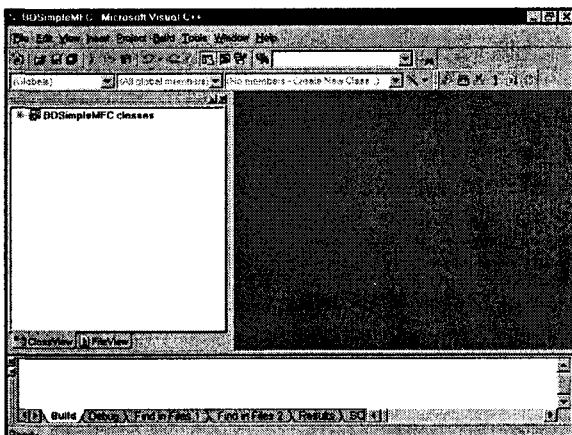 BDSimpleMFC - Microsoft Visual C++
File Edit View Insert Project Build Tools Window Help
(Globals) (All global members) (No members - Create New Class...)
BDSimpleMFC classes
ClassView FileView
Build Debug Find in Files 1 Find in Files 2 Results SQ